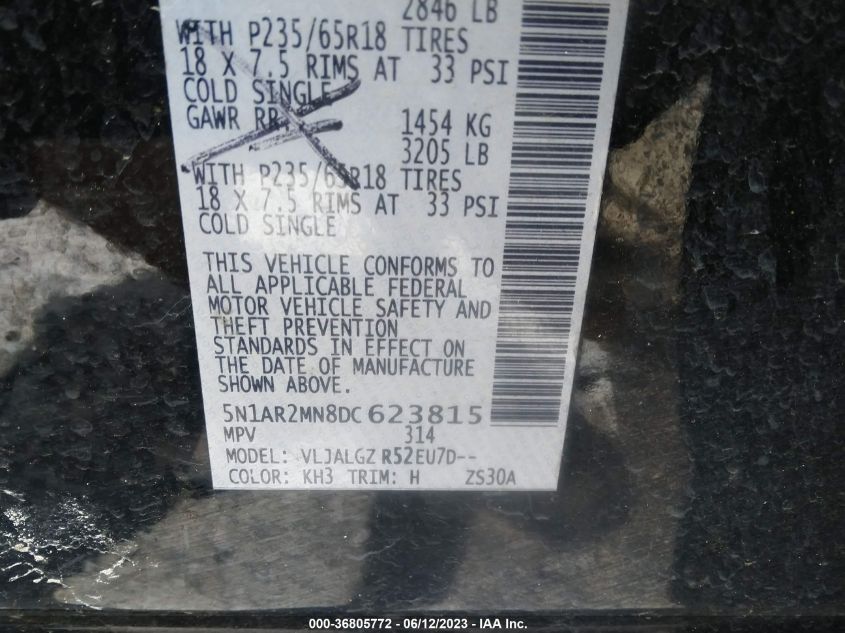 2846 LB
WITH P235/65R18 TIRES
18 X 7.5 RIMS AT 33 PSI
COLD SINGLE
GAWR RR 1454 KG
3205 LB
WITH P235/65R18 TIRES
18 X 7.5 RIMS AT 33 PSI
COLD SINGLE
THIS VEHICLE CONFORMS TO
ALL APPLICABLE FEDERAL
MOTOR VEHICLE SAFETY AND
THEFT PREVENTION
STANDARDS IN EFFECT ON
THE DATE OF MANUFACTURE
SHOWN ABOVE.
5N1AR2MN8DC 623815
MPV 314
MODEL: VLJALGZ R52EU7D--
COLOR: KH3 TRIM: H ZS30A
000-36805772 - 06/12/2023 - IAA Inc.